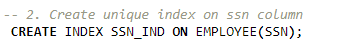 -- 2. Create unique index on ssn column
CREATE INDEX SSN_IND ON EMPLOYEE(SSN);